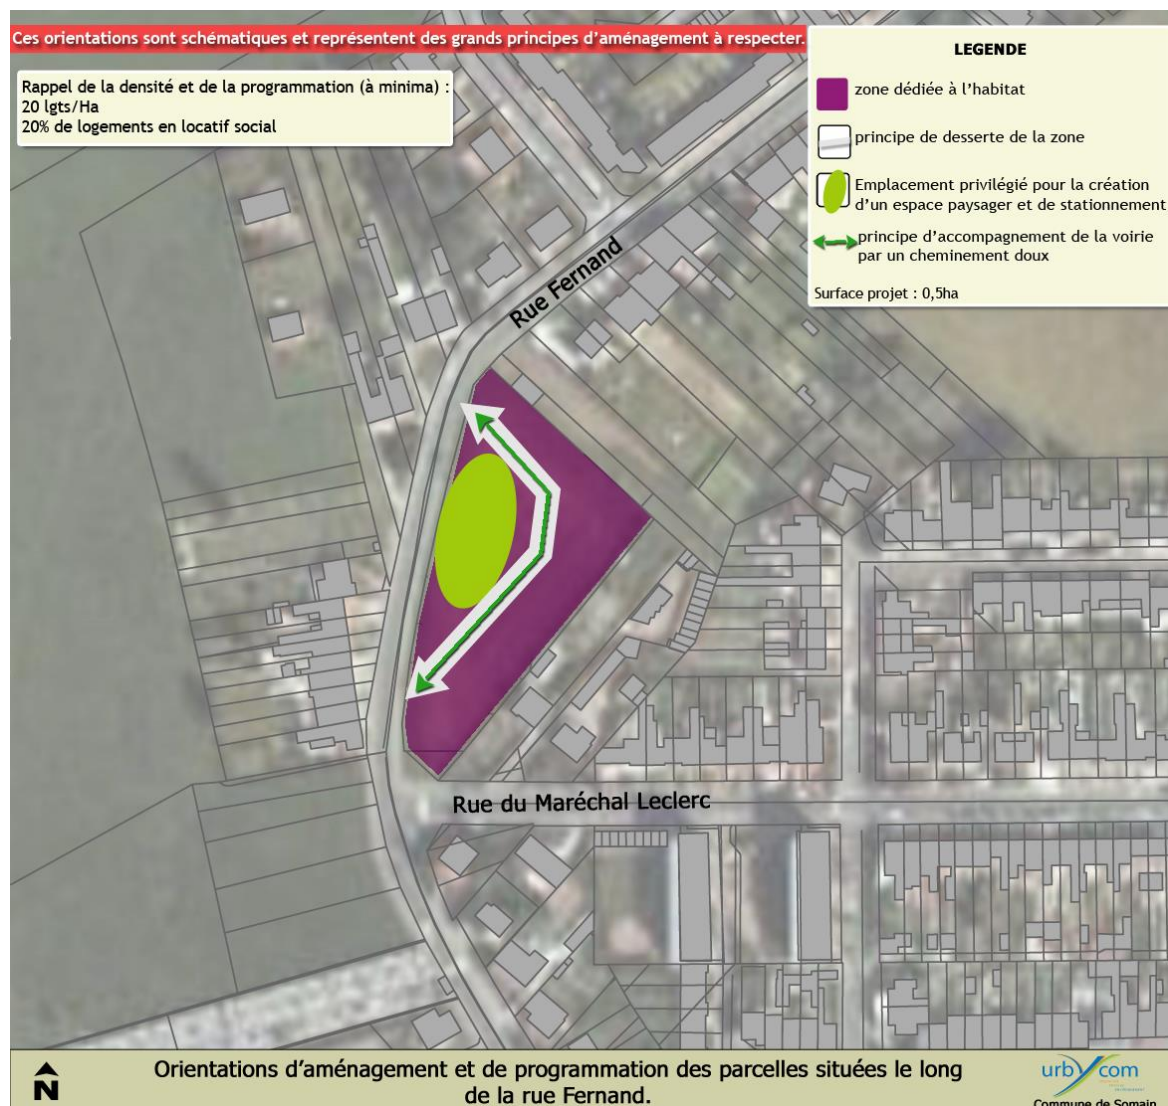 Ces orientations sont schématiques et représentent des grands principes d'aménagement à respecter.
Rappel de la densité et de la programmation (à minima) :
20 lgts/Ha
20% de logements en locatif social
LEGENDE
zone dédiée à l'habitat
principe de desserte de la zone
Emplacement privilégié pour la création
d'un espace paysager et de stationnement
principe d'accompagnement de la voirie
par un cheminement doux
Surface projet : 0,5ha
Rue Fernand
Rue du Maréchal Leclerc
N
Orientations d'aménagement et de programmation des parcelles situées le long
de la rue Fernand.
urbycom
Commune de Somain